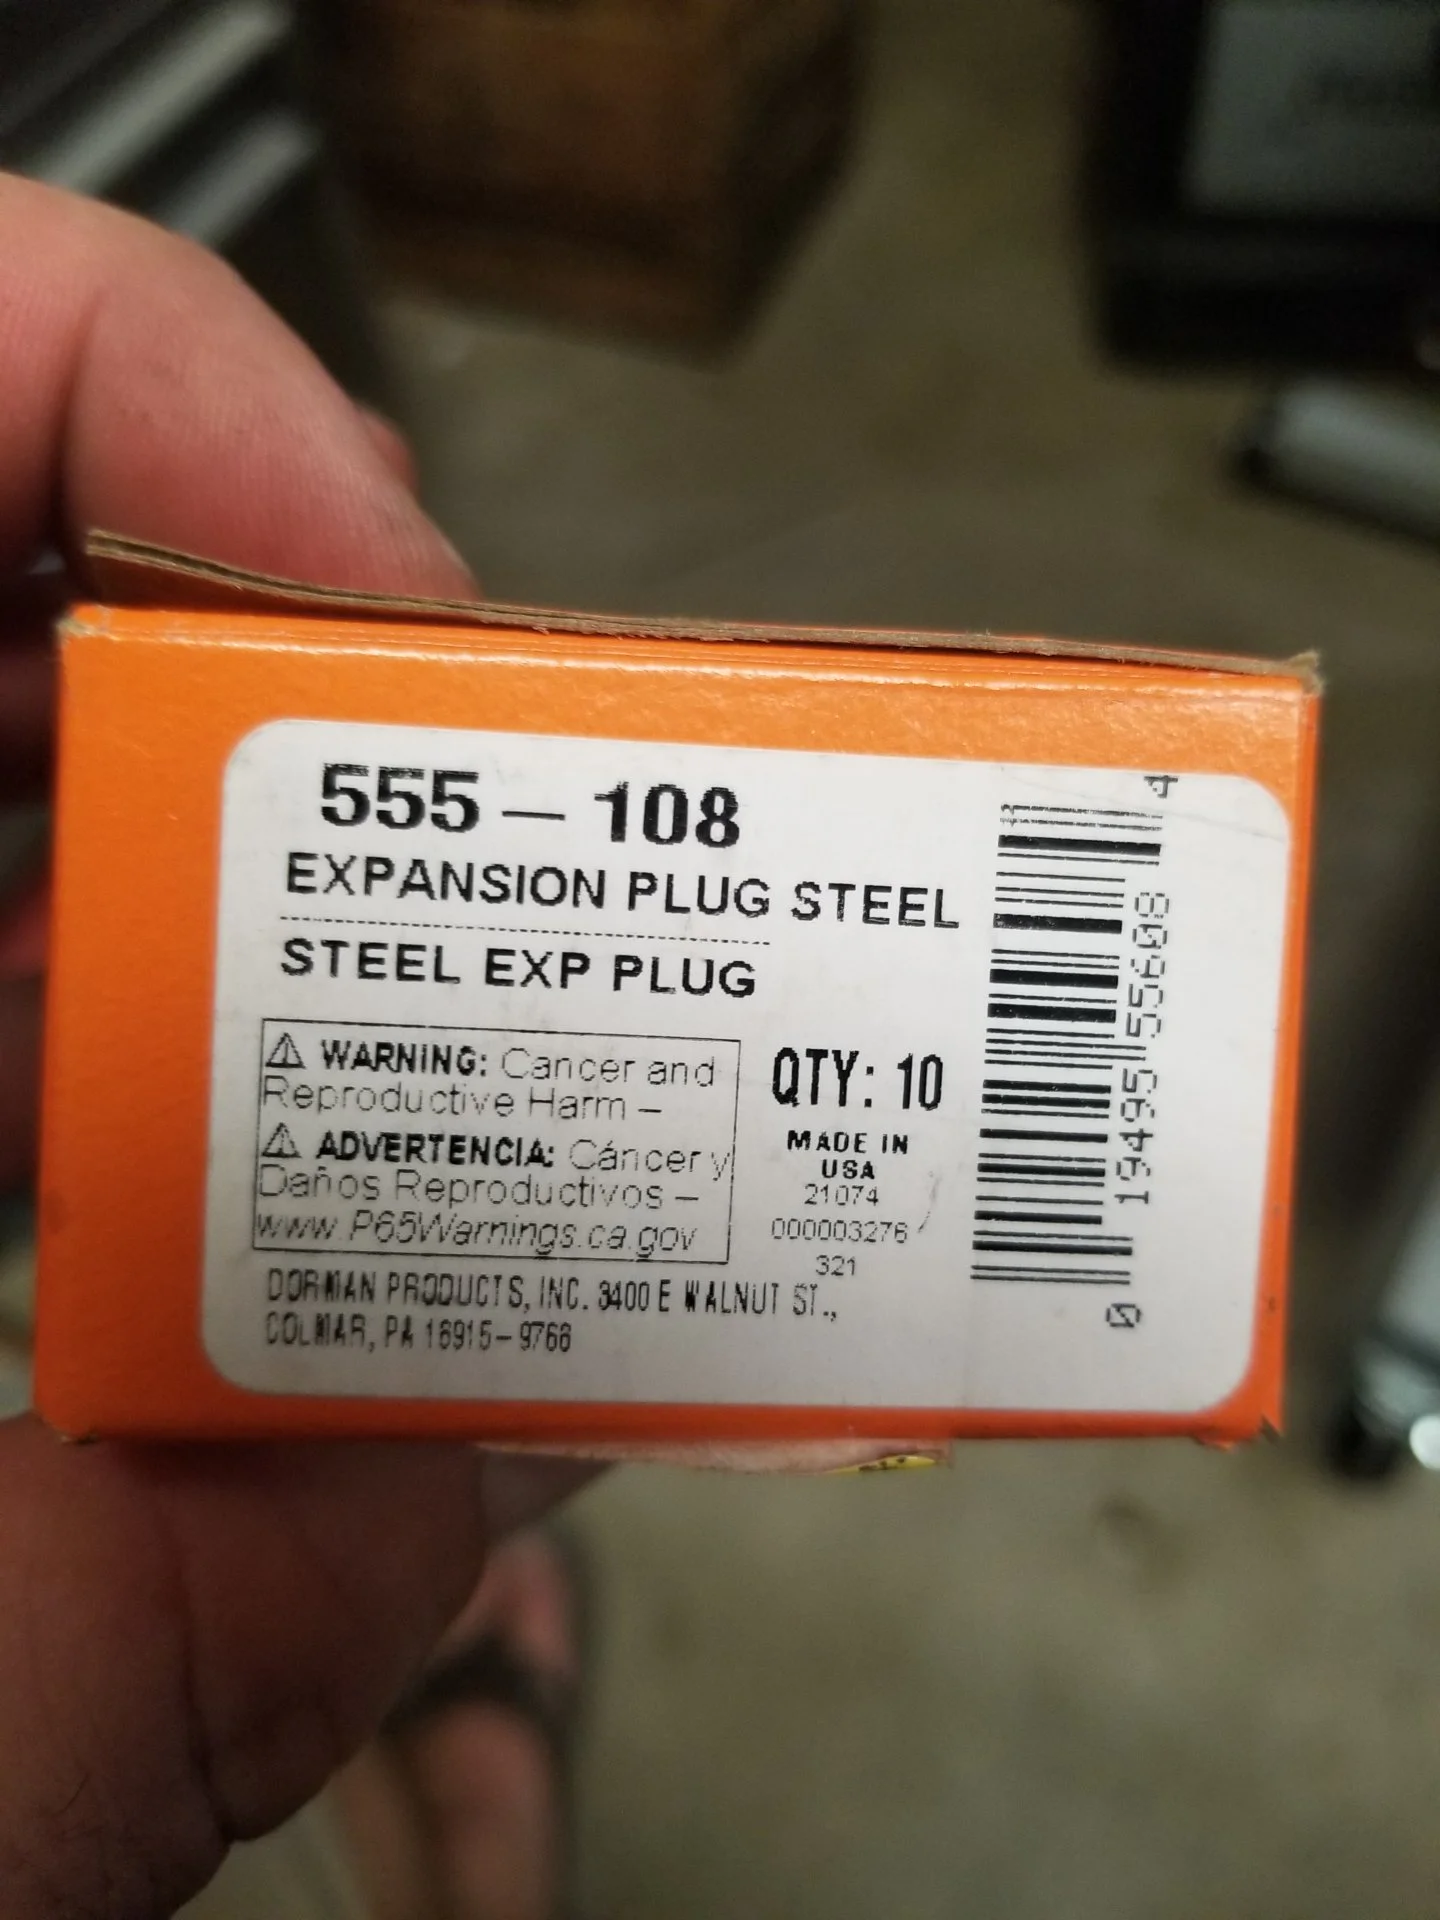 555 – 108
EXPANSION PLUG STEEL
STEEL EXP PLUG
⚠ WARNING: Cancer and
Reproductive Harm –
⚠ ADVERTENCIA: Cáncer y
Daños Reproductivos –
www.P65Warnings.ca.gov
QTY: 10
MADE IN
USA
21074
000003276
321
DORMAN PRODUCTS, INC. 3400 E WALNUT ST.,
COLMAR, PA 18915-9768
0 19495 55608 4